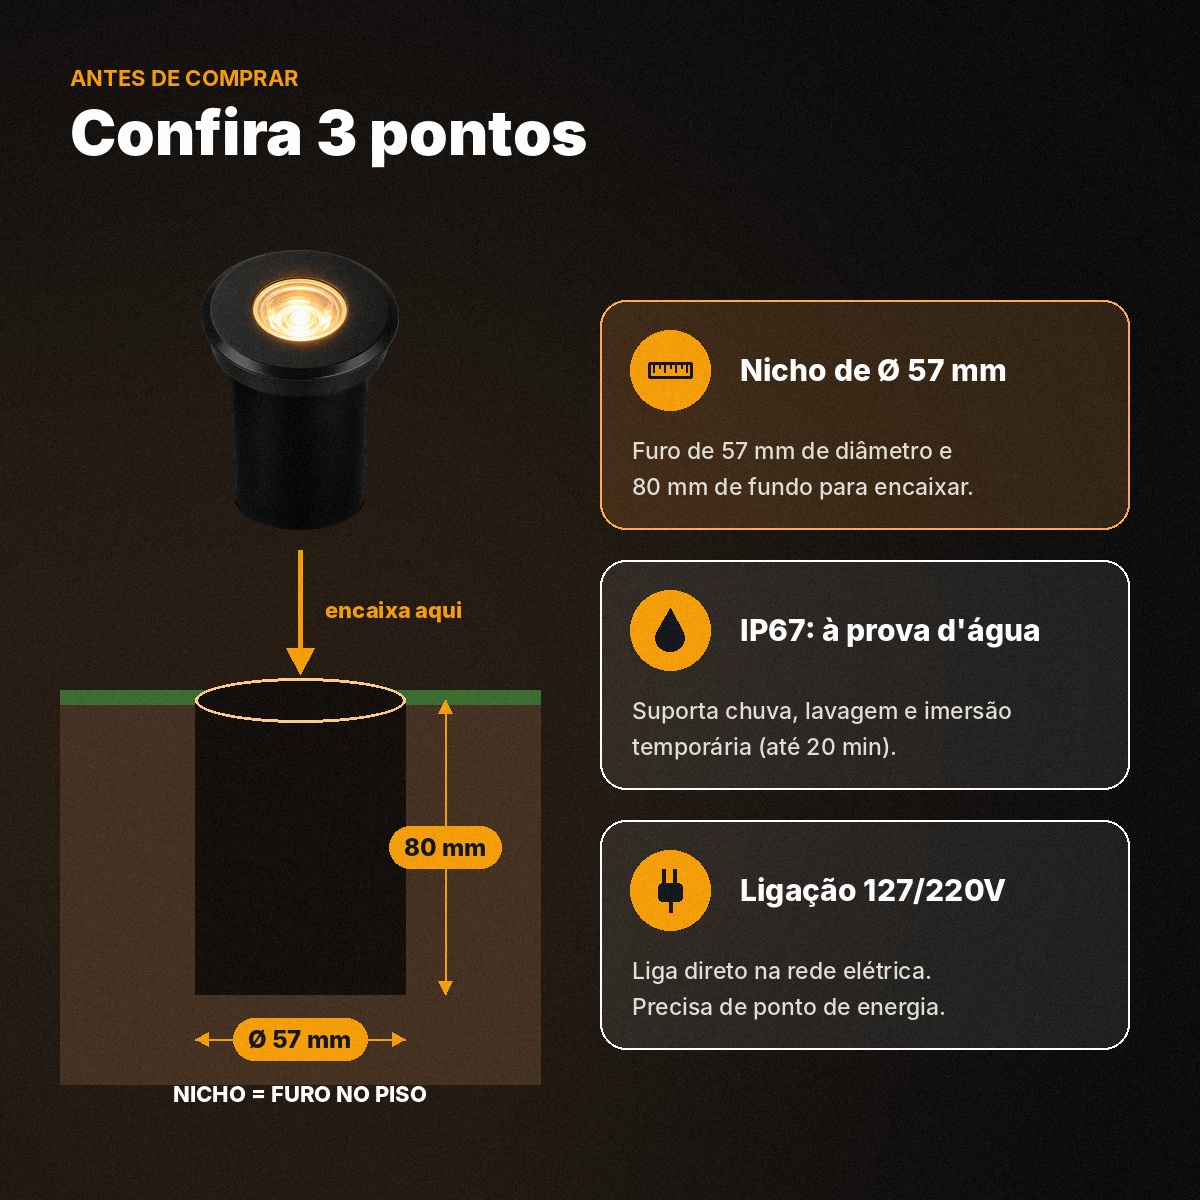 ANTES DE COMPRAR
Confira 3 pontos
encaixa aqui
80 mm
Ø 57 mm
NICHO = FURO NO PISO
Nicho de Ø 57 mm
Furo de 57 mm de diâmetro e
80 mm de fundo para encaixar.
IP67: à prova d'água
Suporta chuva, lavagem e imersão
temporária (até 20 min).
Ligação 127/220V
Liga direto na rede elétrica.
Precisa de ponto de energia.